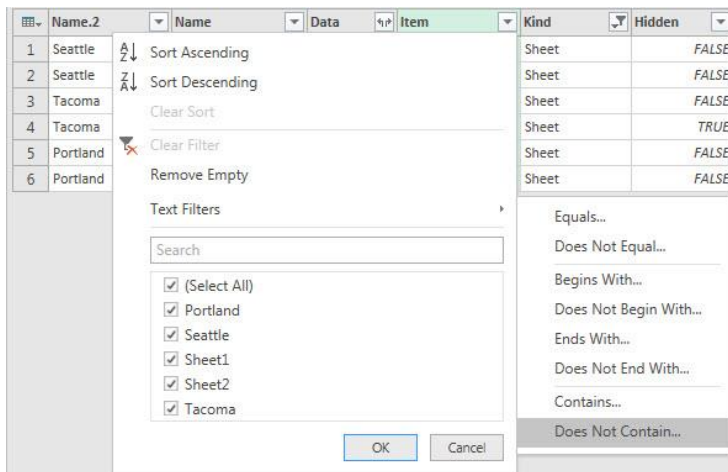 Name.2 Name Data Item Kind Hidden
1 Seattle Sheet FALSE
2 Seattle Sheet FALSE
3 Tacoma Sheet FALSE
4 Tacoma Sheet TRUE
5 Portland Sheet FALSE
6 Portland Sheet FALSE
Sort Ascending
Sort Descending
Clear Sort
Clear Filter
Remove Empty
Text Filters
Search
(Select All)
Portland
Seattle
Sheet1
Sheet2
Tacoma
OK Cancel
Equals...
Does Not Equal...
Begins With...
Does Not Begin With...
Ends With...
Does Not End With...
Contains...
Does Not Contain...